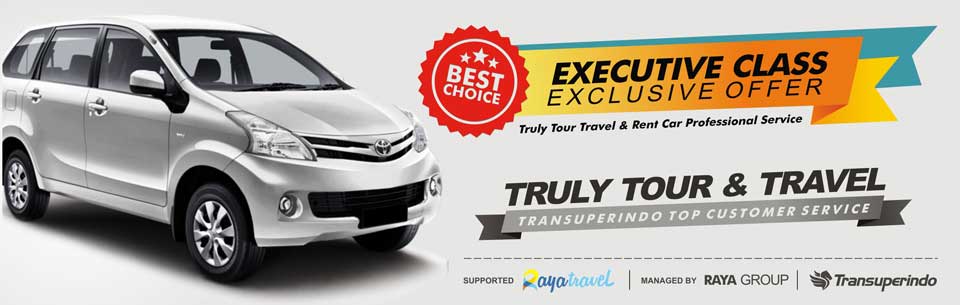 BEST
CHOICE
EXECUTIVE CLASS
EXCLUSIVE OFFER
Truly Tour Travel & Rent Car Professional Service
TRULY TOUR & TRAVEL
TRANSUPERINDO TOP CUSTOMER SERVICE
SUPPORTED Rayatravel MANAGED BY RAYA GROUP Transuperindo